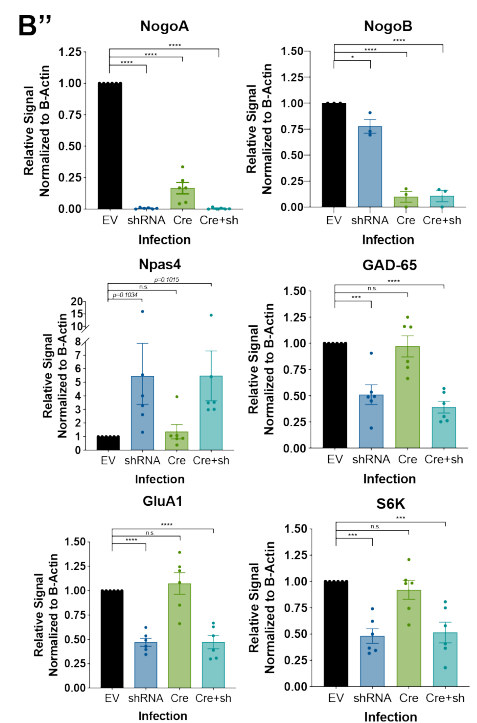 B”
NogoA
****
****
****
Relative Signal
Normalized to B-Actin
1.25
1.00
0.75
0.50
0.25
0.00
EV shRNA Cre Cre+sh
Infection
NogoB
****
****
*
Relative Signal
Normalized to B-Actin
1.50
1.00
0.75
0.50
0.25
0.00
EV shRNA Cre Cre+sh
Infection
Npas4
p=0.1015
n.s.
p=0.1034
Relative Signal
Normalized to B-Actin
20
15
10
8
6
5
4
3
2
1
0
EV shRNA Cre Cre+sh
Infection
GAD-65
****
n.s.
***
Relative Signal
Normalized to B-Actin
1.50
1.25
1.00
0.75
0.50
0.25
0.00
EV shRNA Cre Cre+sh
Infection
GluA1
****
n.s.
****
Relative Signal
Normalized to B-Actin
1.50
1.25
1.00
0.75
0.50
0.25
0.00
EV shRNA Cre Cre+sh
Infection
S6K
***
n.s.
***
Relative Signal
Normalized to B-Actin
1.50
1.25
1.00
0.75
0.50
0.25
0.00
EV shRNA Cre Cre+sh
Infection